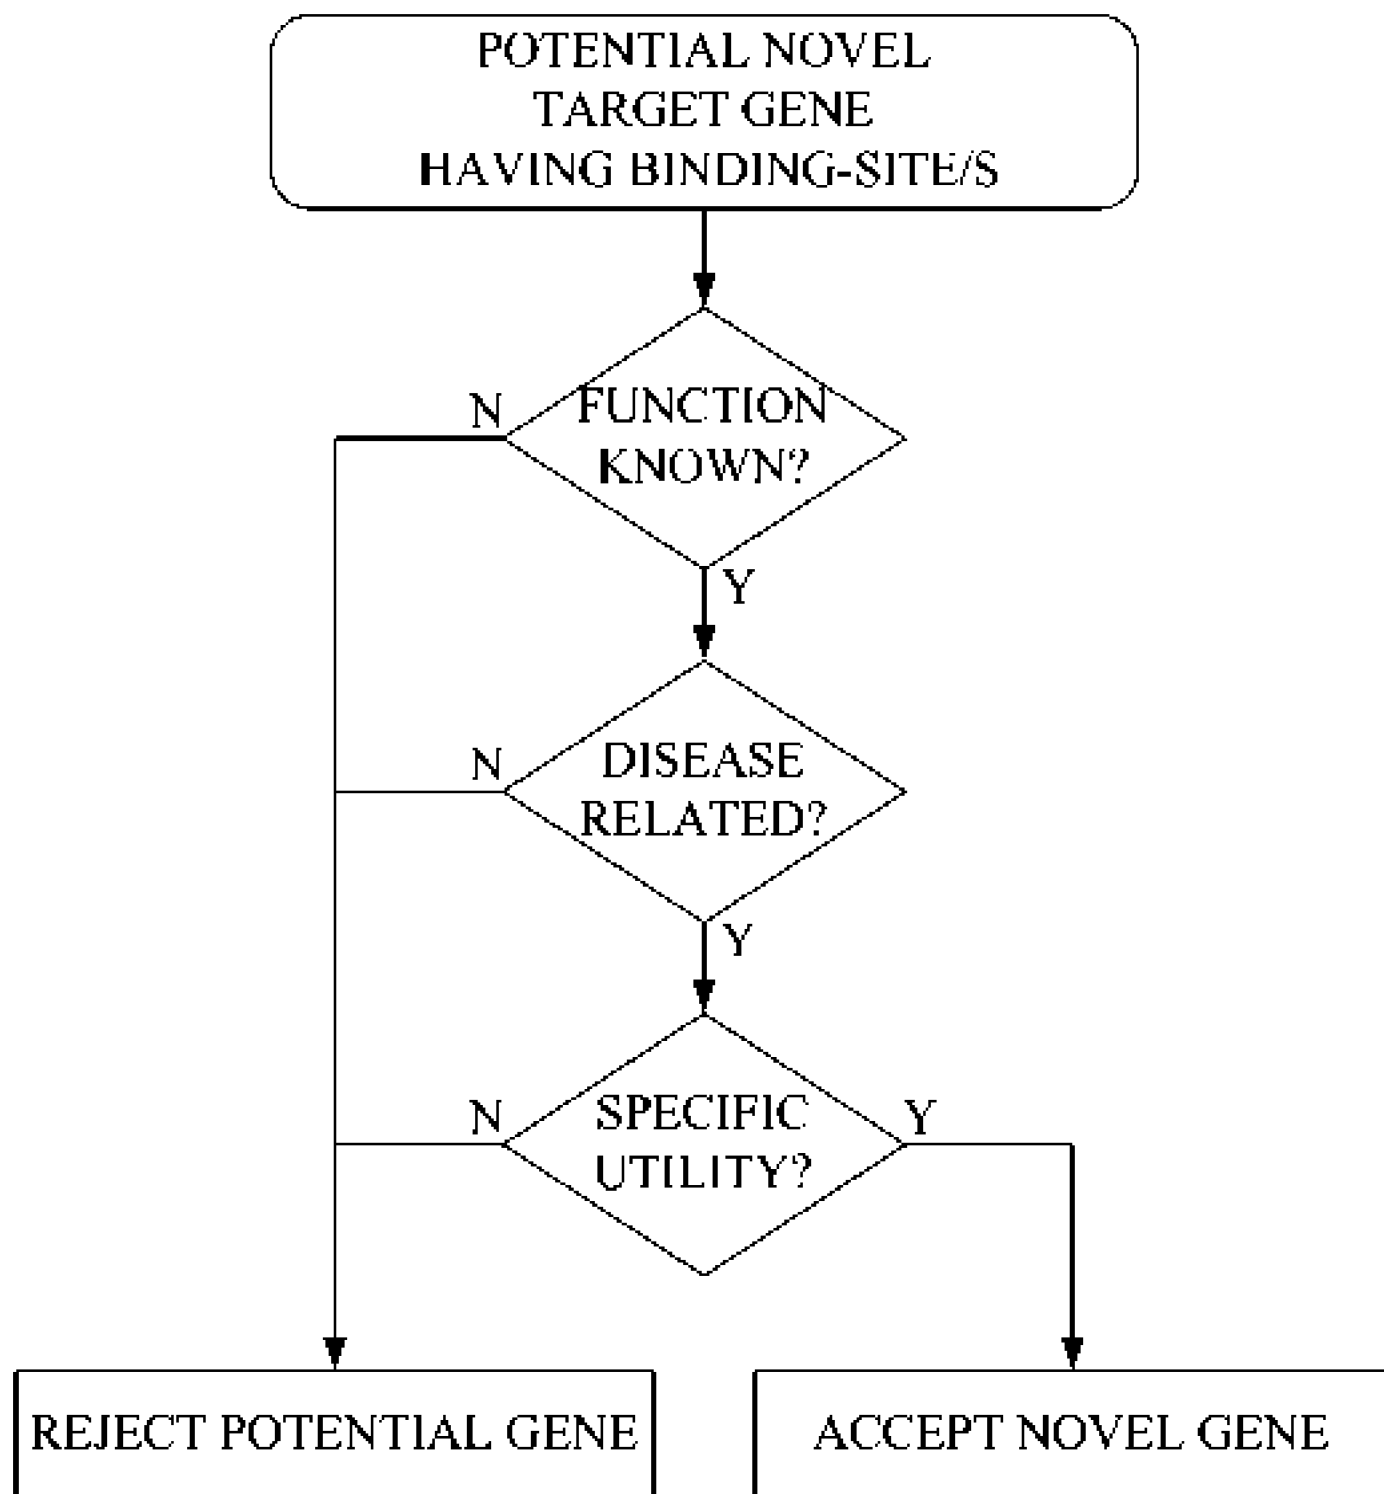 POTENTIAL NOVEL
TARGET GENE
HAVING BINDING-SITE/S
N
FUNCTION
KNOWN?
Y
N
DISEASE
RELATED?
Y
N
SPECIFIC
UTILITY?
Y
REJECT POTENTIAL GENE
ACCEPT NOVEL GENE